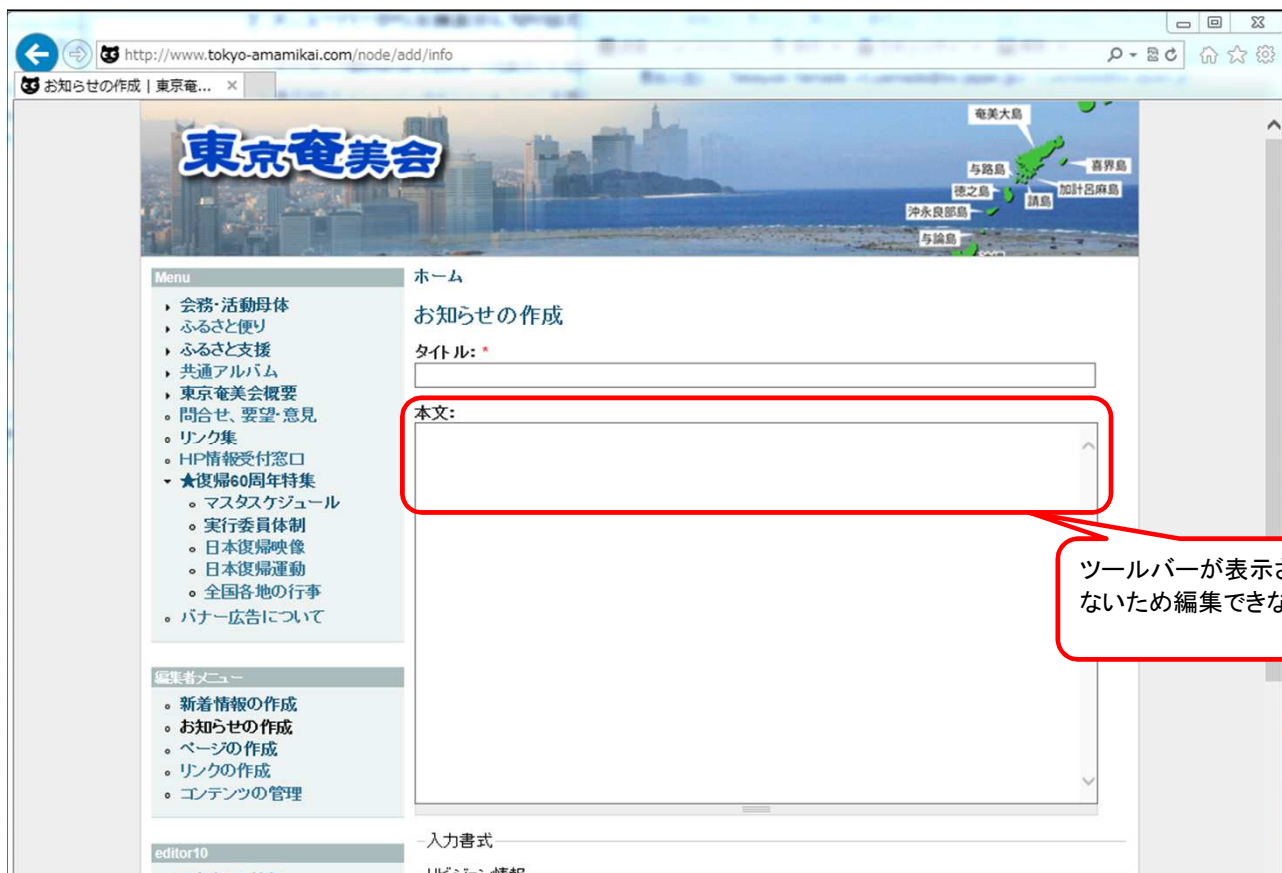 http://www.tokyo-amamikai.com/node/add/info
お知らせの作成 | 東京奄...
東京奄美会
奄美大島
与路島
喜界島
徳之島
請島
加計呂麻島
沖永良部島
与論島
Menu
会務・活動母体
ふるさと便り
ふるさと支援
共通アルバム
東京奄美会概要
問合せ、要望・意見
リンク集
HP情報受付窓口
★復帰60周年特集
マスタスケジュール
実行委員体制
日本復帰映像
日本復帰運動
全国各地の行事
バナー広告について
編集者メニュー
新着情報の作成
お知らせの作成
ページの作成
リンクの作成
コンテンツの管理
editor10
ホーム
お知らせの作成
タイトル: *
本文:
ツールバーが表示さ
ないため編集できな
入力書式
リビジョン情報